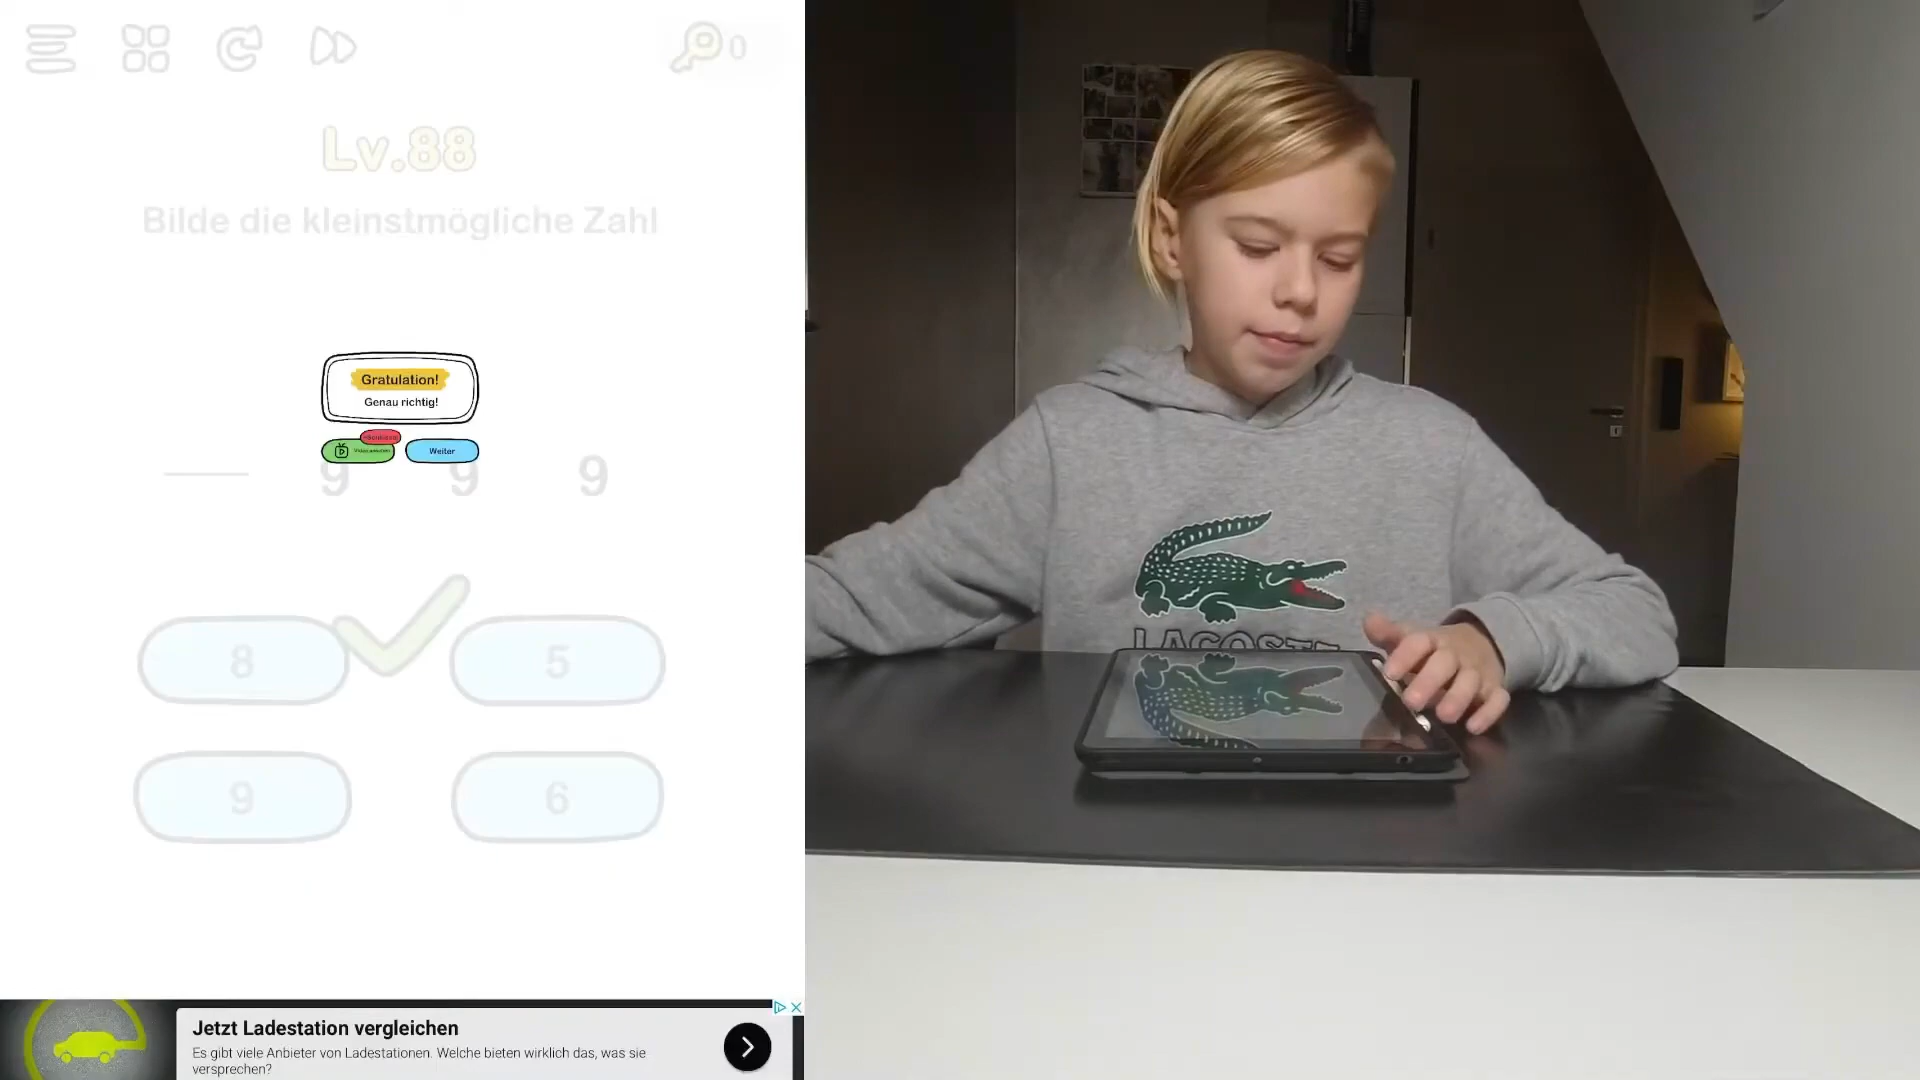 0
Lv.88
Bilde die kleinstmögliche Zahl
Gratulation!
Genau richtig!
Weiter
9 9 9
8 5
9 6
Jetzt Ladestation vergleichen
Es gibt viele Anbieter von Ladestationen. Welche bieten wirklich das, was sie
versprechen?
LACOSTE